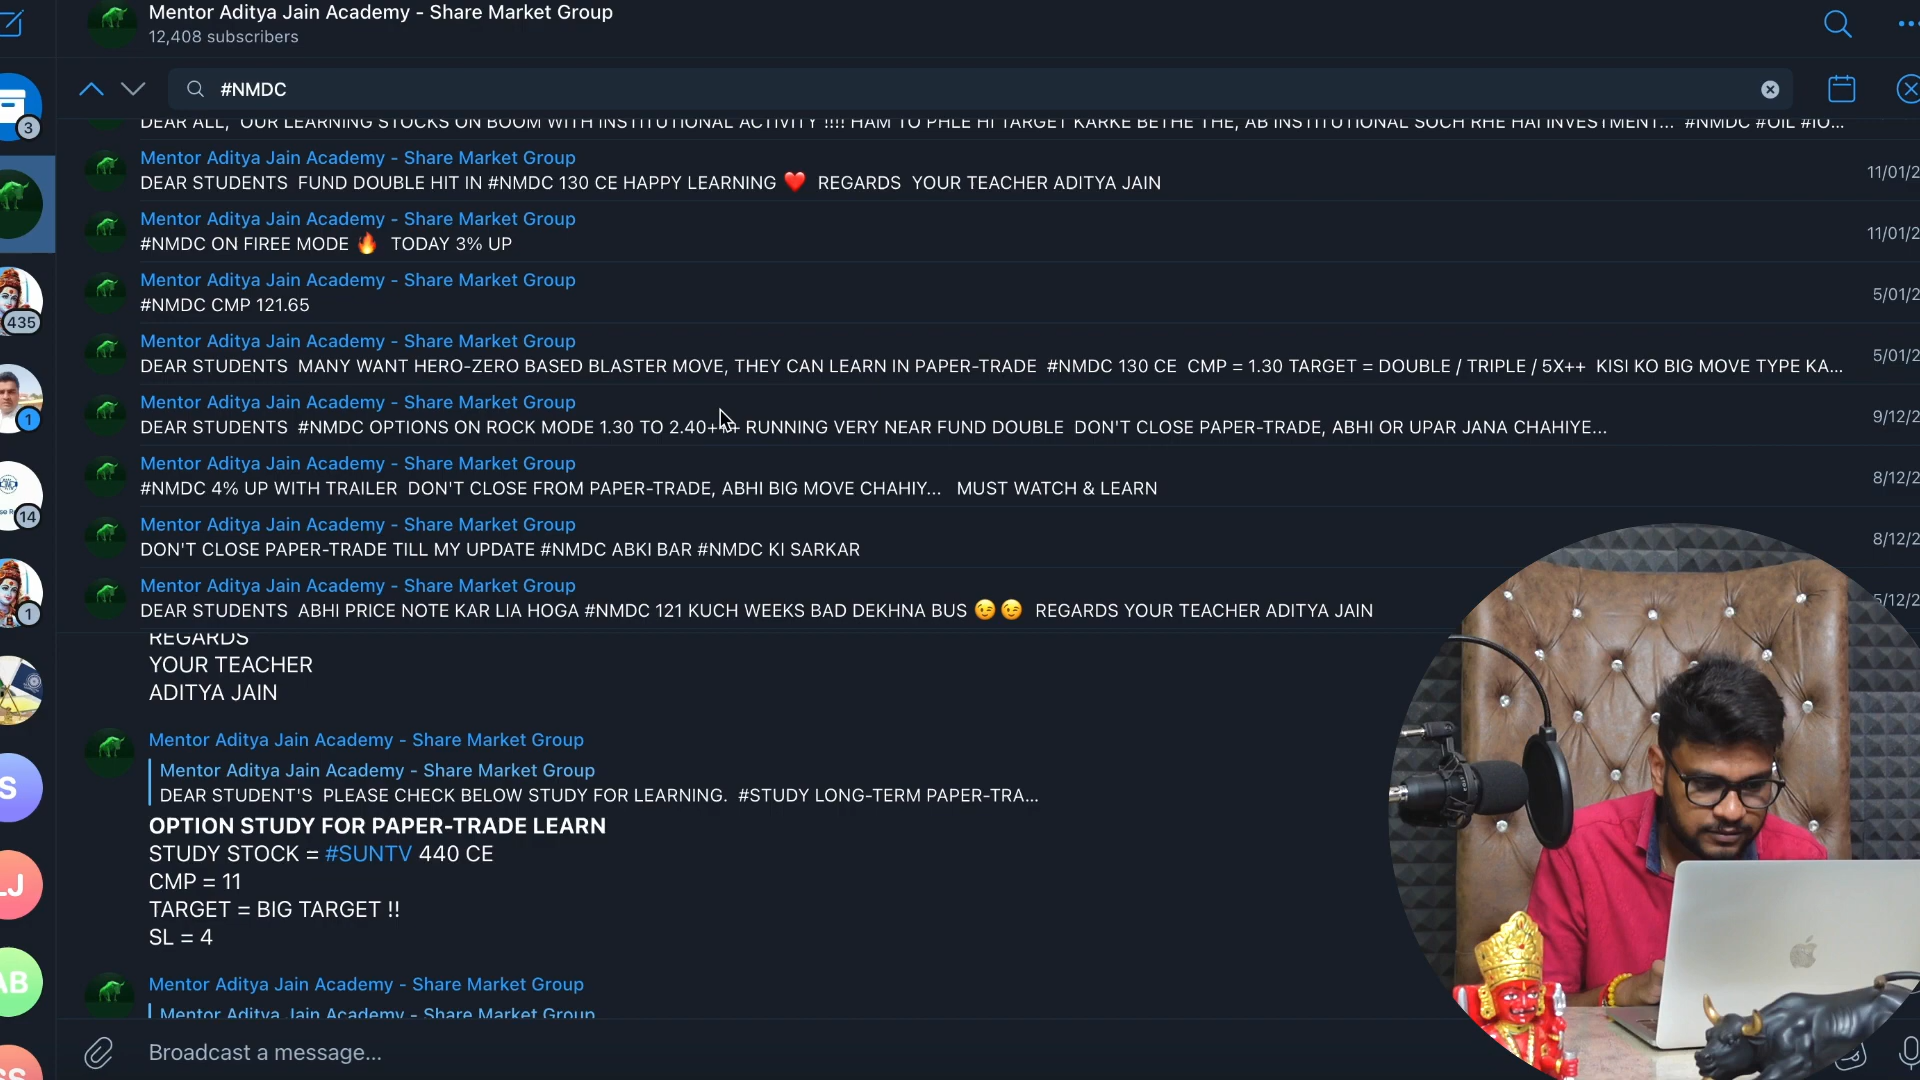 Mentor Aditya Jain Academy - Share Market Group
12,408 subscribers
#NMDC
DEAR ALL,  OUR LEARNING STOCKS ON BOOM WITH INSTITUTIONAL ACTIVITY !!!! HAM TO PHLE HI TARGET KARKE BETHE THE, AB INSTITUTIONAL SOCH RHE HAI INVESTMENT...  #NMDC #OIL #IO...
Mentor Aditya Jain Academy - Share Market Group
DEAR STUDENTS  FUND DOUBLE HIT IN #NMDC 130 CE HAPPY LEARNING ❤️  REGARDS  YOUR TEACHER ADITYA JAIN
11/01/2
Mentor Aditya Jain Academy - Share Market Group
#NMDC ON FIREE MODE 🔥  TODAY 3% UP
11/01/2
Mentor Aditya Jain Academy - Share Market Group
#NMDC CMP 121.65
5/01/2
Mentor Aditya Jain Academy - Share Market Group
DEAR STUDENTS  MANY WANT HERO-ZERO BASED BLASTER MOVE, THEY CAN LEARN IN PAPER-TRADE  #NMDC 130 CE  CMP = 1.30 TARGET = DOUBLE / TRIPLE / 5X++  KISI KO BIG MOVE TYPE KA...
5/01/2
Mentor Aditya Jain Academy - Share Market Group
DEAR STUDENTS  #NMDC OPTIONS ON ROCK MODE 1.30 TO 2.40+++ RUNNING VERY NEAR FUND DOUBLE  DON'T CLOSE PAPER-TRADE, ABHI OR UPAR JANA CHAHIYE...
9/12/2
Mentor Aditya Jain Academy - Share Market Group
#NMDC 4% UP WITH TRAILER  DON'T CLOSE FROM PAPER-TRADE, ABHI BIG MOVE CHAHIY...  MUST WATCH & LEARN
8/12/2
Mentor Aditya Jain Academy - Share Market Group
DON'T CLOSE PAPER-TRADE TILL MY UPDATE #NMDC ABKI BAR #NMDC KI SARKAR
8/12/2
Mentor Aditya Jain Academy - Share Market Group
DEAR STUDENTS  ABHI PRICE NOTE KAR LIA HOGA #NMDC 121 KUCH WEEKS BAD DEKHNA BUS 😉😉  REGARDS YOUR TEACHER ADITYA JAIN
5/12/2
REGARDS
YOUR TEACHER
ADITYA JAIN
Mentor Aditya Jain Academy - Share Market Group
Mentor Aditya Jain Academy - Share Market Group
DEAR STUDENT'S  PLEASE CHECK BELOW STUDY FOR LEARNING.  #STUDY LONG-TERM PAPER-TRA...
OPTION STUDY FOR PAPER-TRADE LEARN
STUDY STOCK = #SUNTV 440 CE
CMP = 11
TARGET = BIG TARGET !!
SL = 4
Mentor Aditya Jain Academy - Share Market Group
Mentor Aditya Jain Academy - Share Market Group
Broadcast a message...
3
435
1
14
1
S
LJ
AB